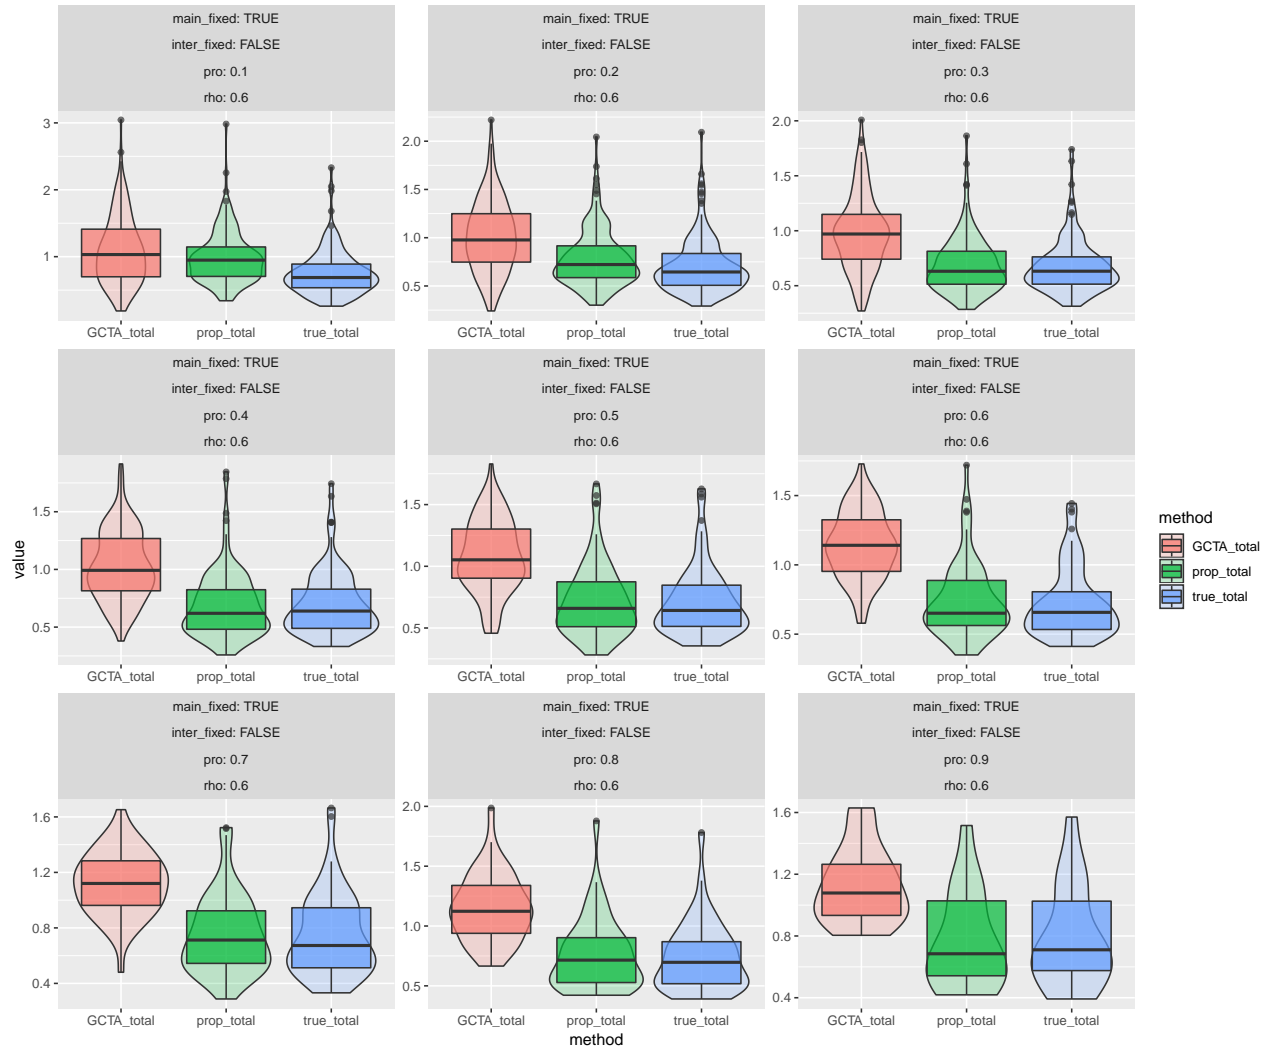 main_fixed: TRUE
inter_fixed: FALSE
pro: 0.1
rho: 0.6
3
2
1
GCTA_total
prop_total
true_total
main_fixed: TRUE
inter_fixed: FALSE
pro: 0.2
rho: 0.6
2.0
1.5
1.0
0.5
GCTA_total
prop_total
true_total
main_fixed: TRUE
inter_fixed: FALSE
pro: 0.3
rho: 0.6
2.0
1.5
1.0
0.5
GCTA_total
prop_total
true_total
value
main_fixed: TRUE
inter_fixed: FALSE
pro: 0.4
rho: 0.6
1.5
1.0
0.5
GCTA_total
prop_total
true_total
main_fixed: TRUE
inter_fixed: FALSE
pro: 0.5
rho: 0.6
1.5
1.0
0.5
GCTA_total
prop_total
true_total
main_fixed: TRUE
inter_fixed: FALSE
pro: 0.6
rho: 0.6
1.5
1.0
0.5
GCTA_total
prop_total
true_total
method
GCTA_total
prop_total
true_total
main_fixed: TRUE
inter_fixed: FALSE
pro: 0.7
rho: 0.6
1.6
1.2
0.8
0.4
GCTA_total
prop_total
true_total
main_fixed: TRUE
inter_fixed: FALSE
pro: 0.8
rho: 0.6
2.0
1.5
1.0
0.5
GCTA_total
prop_total
true_total
main_fixed: TRUE
inter_fixed: FALSE
pro: 0.9
rho: 0.6
1.6
1.2
0.8
0.4
GCTA_total
prop_total
true_total
method